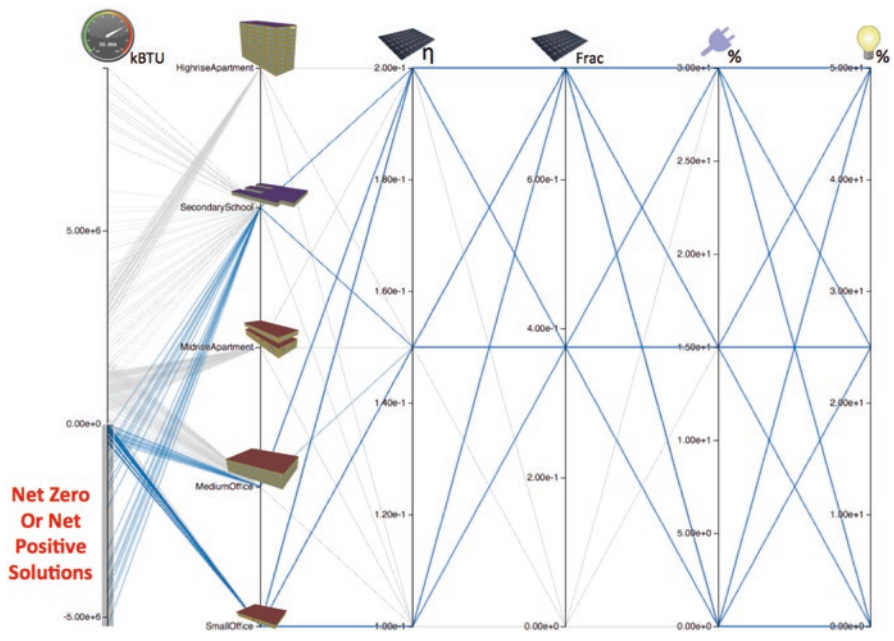 kBTU
η
Frac
%
%
HighriseApartment
2.00e-1
3.00e+1
5.00e+1
2.50e+1
SecondarySchool
1.80e-1
6.00e-1
4.00e+1
5.00e+6
2.00e+1
1.60e-1
3.00e+1
4.00e-1
MidriseApartment
1.50e+1
1.40e-1
2.00e+1
0.00e+0
1.00e+1
Net Zero
Or Net
Positive
Solutions
MediumOffice
2.00e-1
1.20e-1
1.00e+1
5.00e+0
-5.00e+6
SmallOffice
1.00e-1
0.00e+0
0.00e+0
0.00e+0